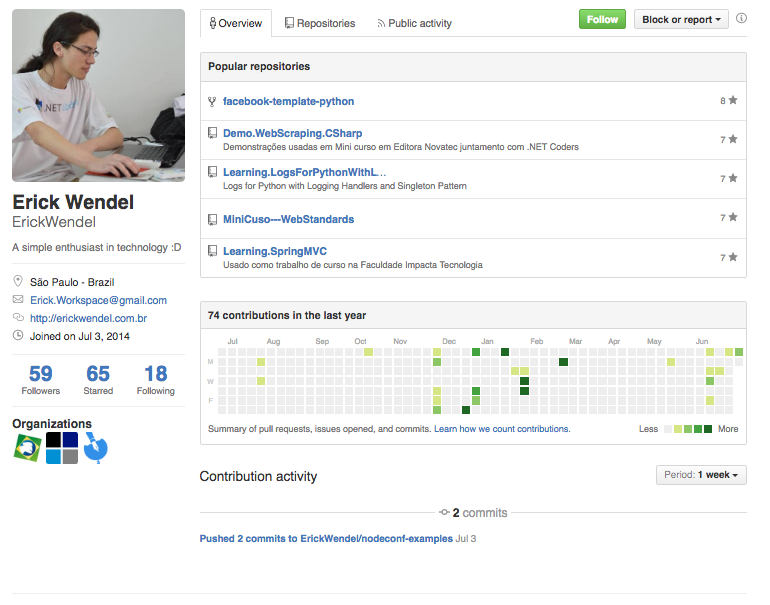 Overview
Repositories
Public activity
Follow
Block or report
Popular repositories
facebook-template-python
8
Demo.WebScraping.CSharp
7
Demonstrações usadas em Mini curso em Editora Novatec juntamento com .NET Coders
Learning.LogsForPythonWithL...
7
Logs for Python with Logging Handlers and Singleton Pattern
MiniCuso---WebStandards
7
Learning.SpringMVC
7
Usado como trabalho de curso na Faculdade Impacta Tecnologia
.NET
Erick Wendel
ErickWendel
A simple enthusiast in technology :D
São Paulo - Brazil
Erick.Workspace@gmail.com
http://erickwendel.com.br
Joined on Jul 3, 2014
59 65 18
Followers Starred Following
Organizations
74 contributions in the last year
Jul Aug Sep Oct Nov Dec Jan Feb Mar Apr May Jun
M
W
F
Summary of pull requests, issues opened, and commits. Learn how we count contributions.
Less More
Contribution activity
Period: 1 week
2 commits
Pushed 2 commits to ErickWendel/nodeconf-examples Jul 3